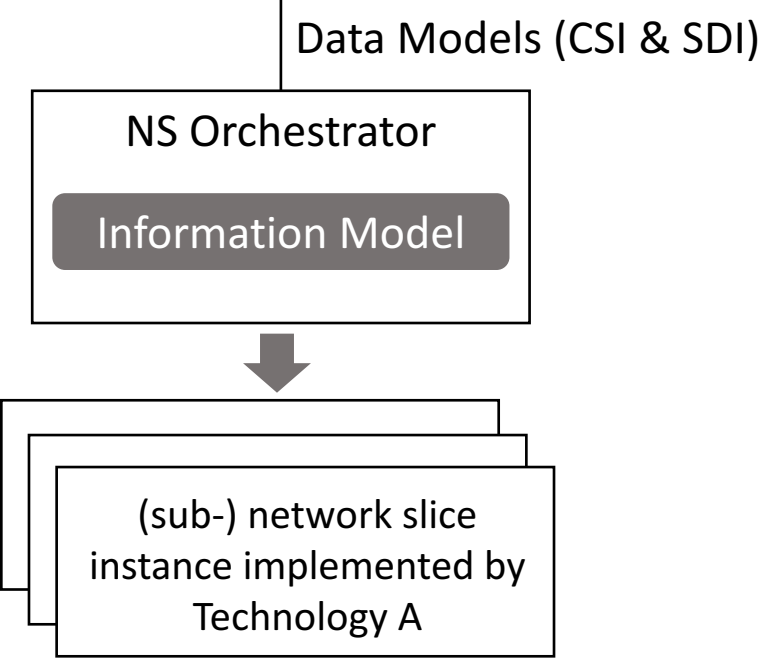 Data Models (CSI & SDI)
NS Orchestrator
Information Model
(sub-) network slice
instance implemented by
Technology A